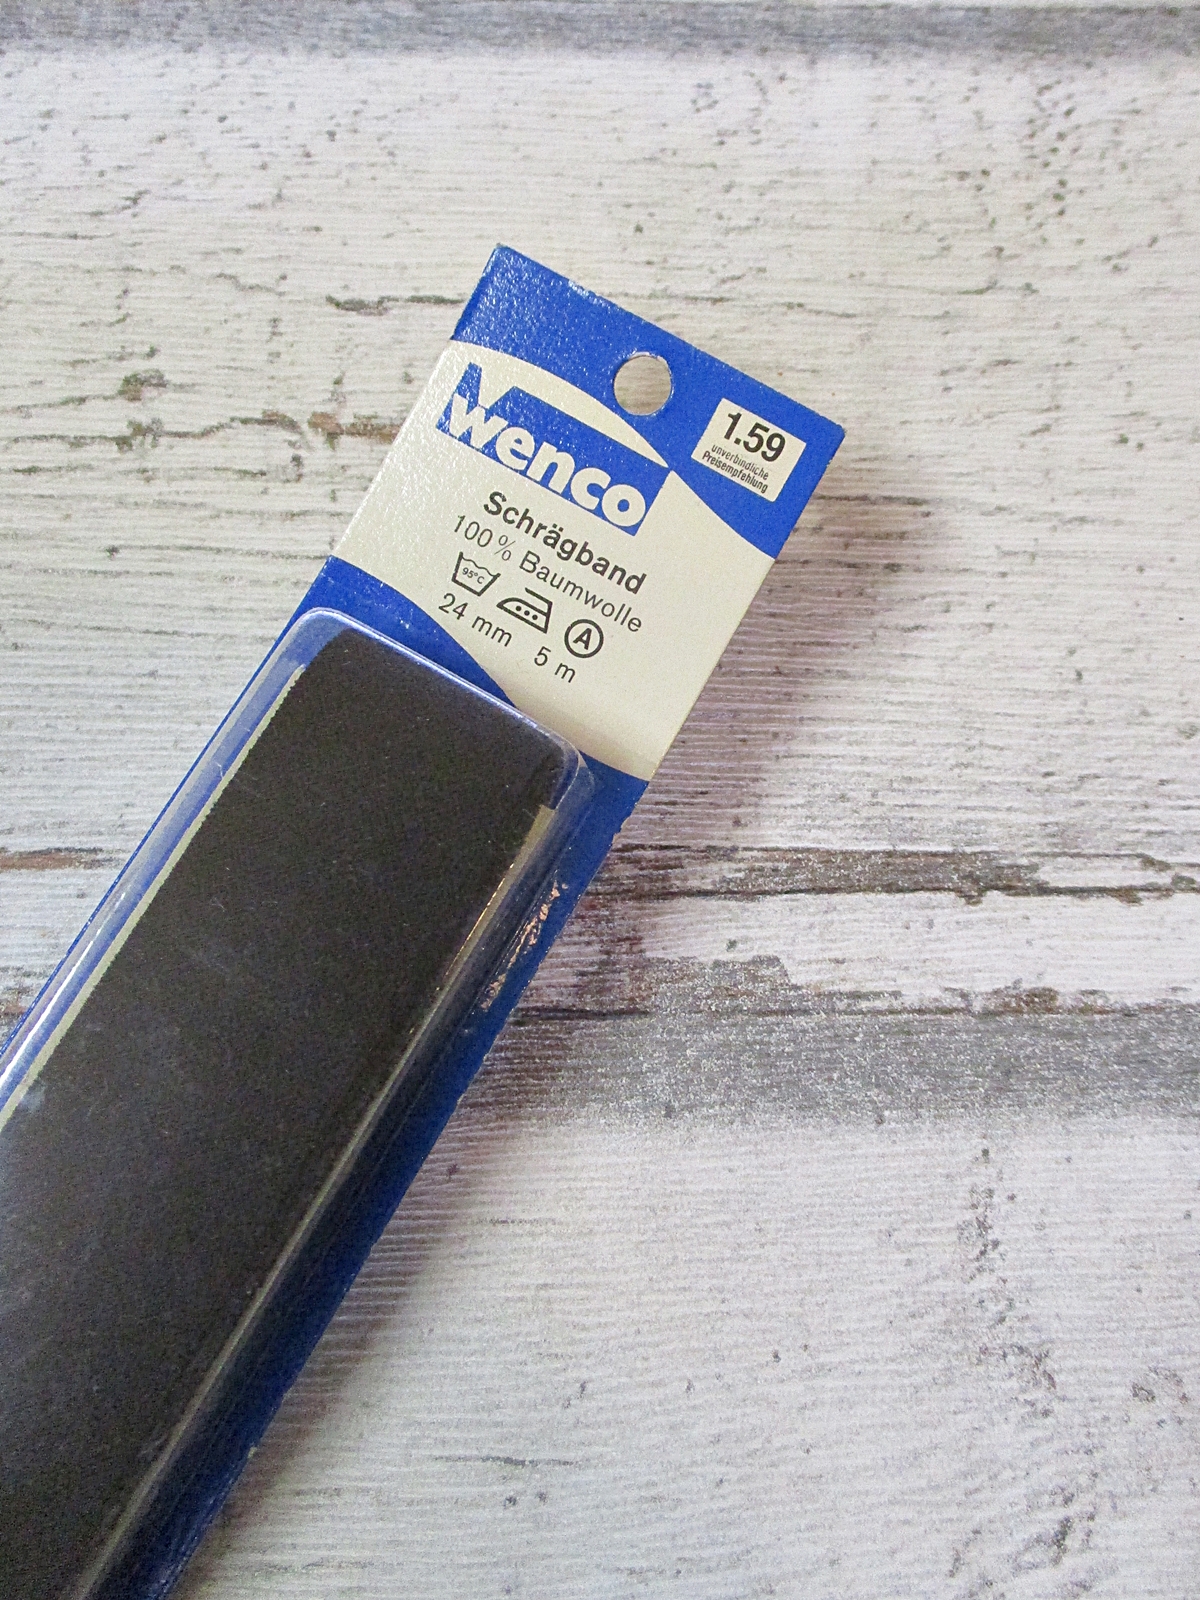 wenco
1.59
unverbindliche
Preisempfehlung
Schrägband
100% Baumwolle
95°C
A
24 mm 5 m